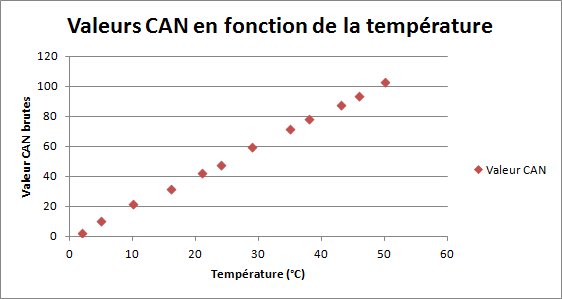 Valeurs CAN en fonction de la température
120
100
80
60
40
20
0
Valeur CAN brutes
0 10 20 30 40 50 60
Température (°C)
Valeur CAN